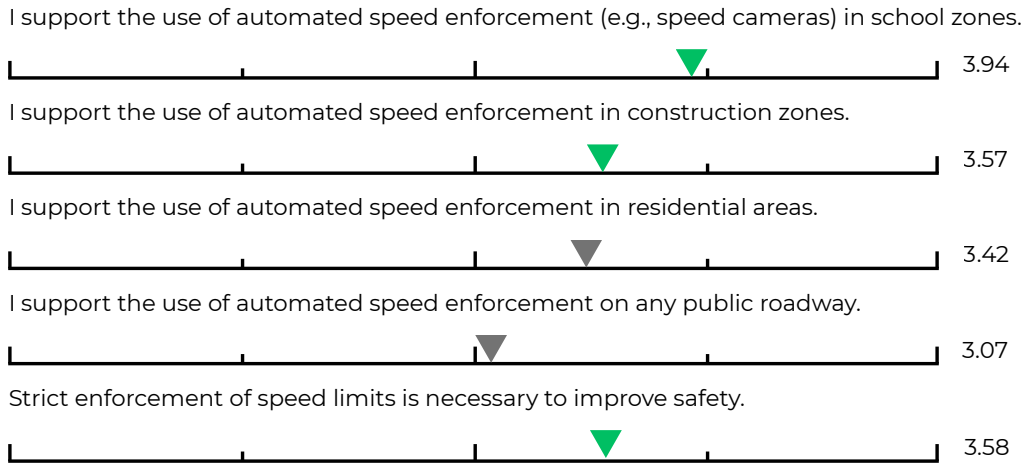 I support the use of automated speed enforcement (e.g., speed cameras) in school zones.
3.94
I support the use of automated speed enforcement in construction zones.
3.57
I support the use of automated speed enforcement in residential areas.
3.42
I support the use of automated speed enforcement on any public roadway.
3.07
Strict enforcement of speed limits is necessary to improve safety.
3.58